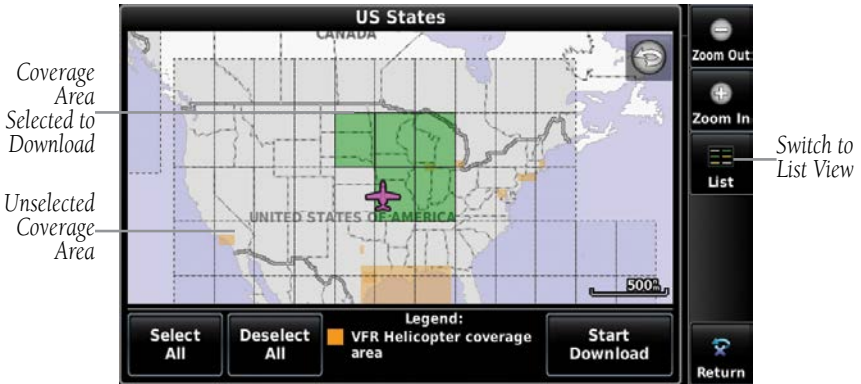 US States
CANADA
UNITED STATES OF AMERICA
Coverage
Area
Selected to
Download
Unselected
Coverage
Area
Zoom Out
Zoom In
List
Switch to
List View
Return
Select
All
Deselect
All
Legend:
VFR Helicopter coverage
area
Start
Download